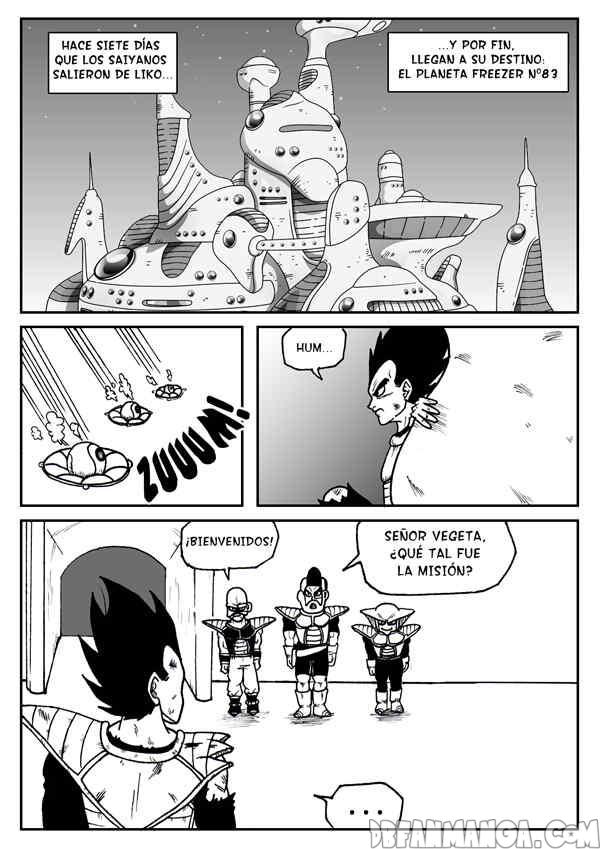 HACE SIETE DÍAS
QUE LOS SAIYANOS
SALIERON DE LIKO...
...Y POR FIN,
LLEGAN A SU DESTINO:
EL PLANETA FREEZER Nº83
ZUUUM!
HUM...
¡BIENVENIDOS!
SEÑOR VEGETA,
¿QUÉ TAL FUE
LA MISIÓN?
...
DBFANMANGA.COM